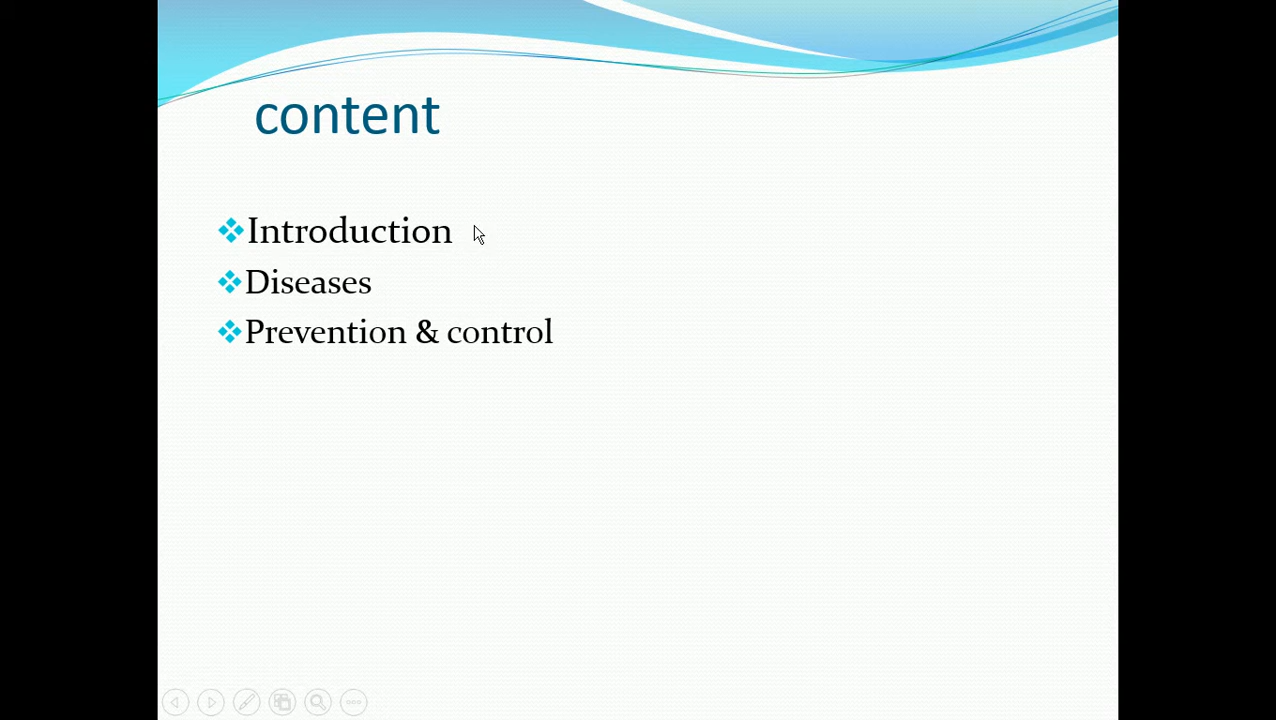 content
Introduction
Diseases
Prevention & control